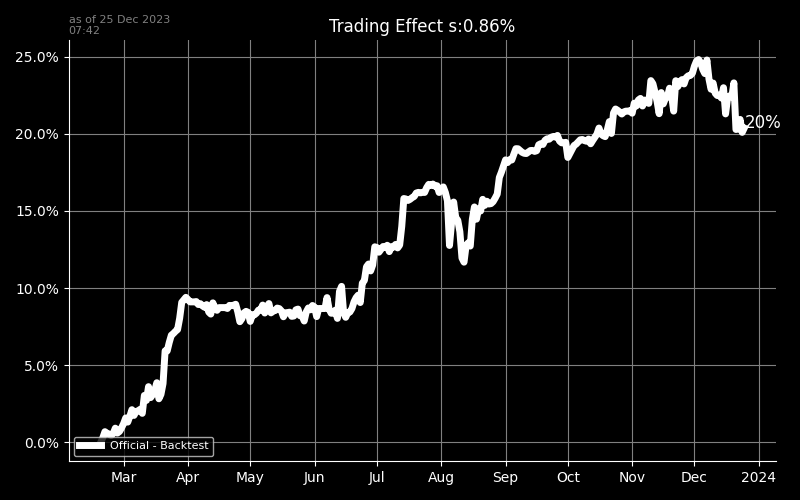 as of 25 Dec 2023
07:42
Trading Effect s:0.86%
25.0%
20.0%
15.0%
10.0%
5.0%
0.0%
20%
Official - Backtest
Mar Apr May Jun Jul Aug Sep Oct Nov Dec 2024